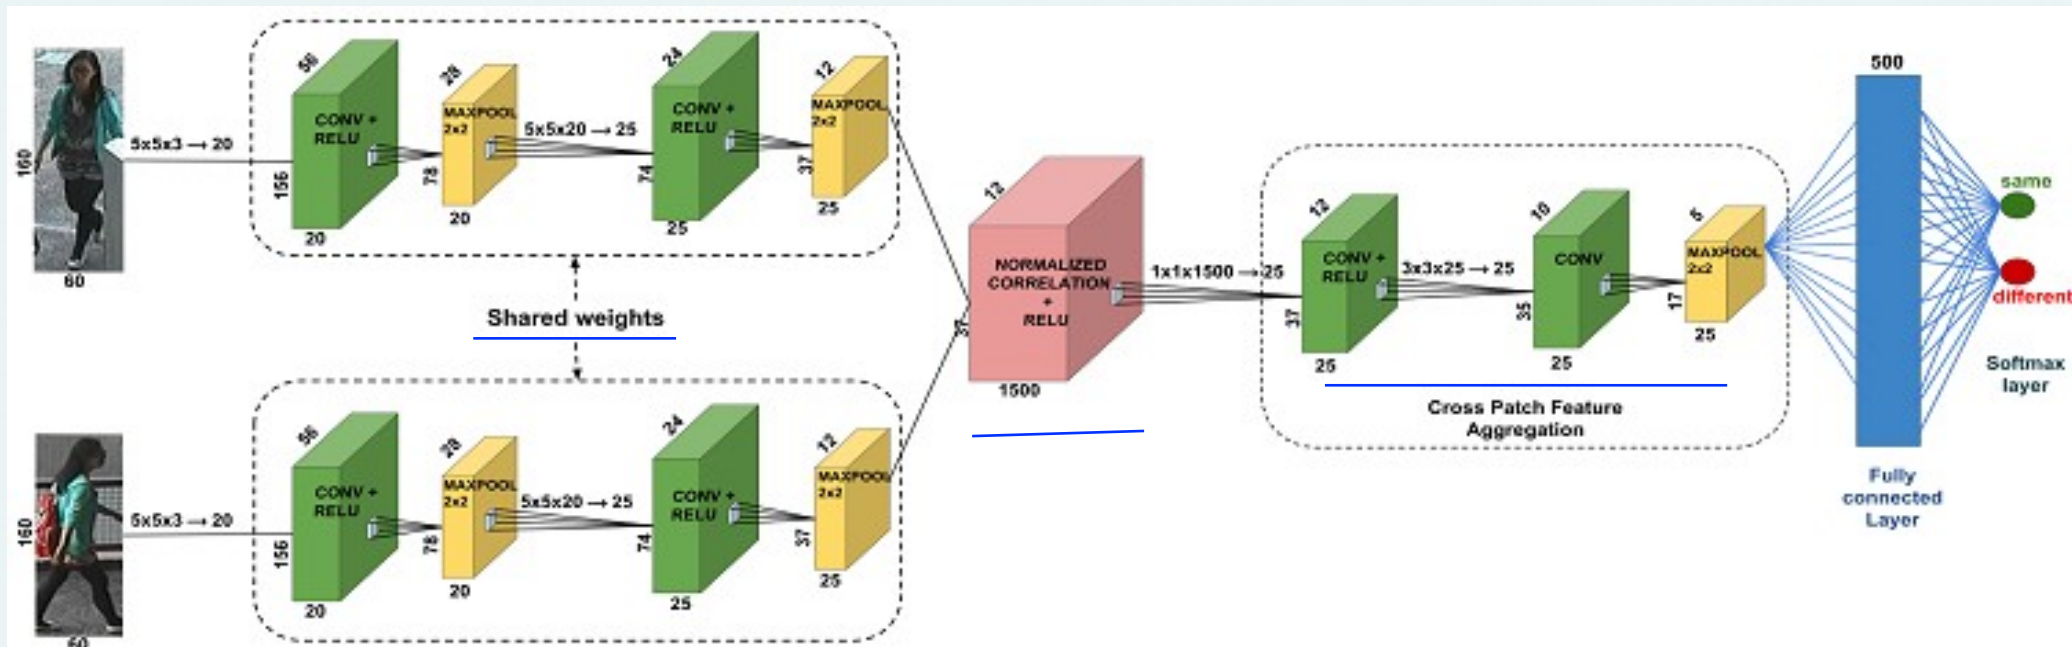 160
60
5x5x3 → 20
56
CONV +
RELU
156
20
28
MAXPOOL
2x2
78
20
5x5x20 → 25
24
CONV +
RELU
74
25
12
MAXPOOL
2x2
37
25
Shared weights
160
60
5x5x3 → 20
56
CONV +
RELU
156
20
28
MAXPOOL
2x2
78
20
5x5x20 → 25
24
CONV +
RELU
74
25
12
MAXPOOL
2x2
37
25
12
NORMALIZED
CORRELATION
+
RELU
37
1500
1x1x1500 → 25
12
CONV +
RELU
37
25
3x3x25 → 25
10
CONV
35
25
5
MAXPOOL
2x2
17
25
Cross Patch Feature
Aggregation
500
Fully
connected
Layer
same
different
Softmax
layer